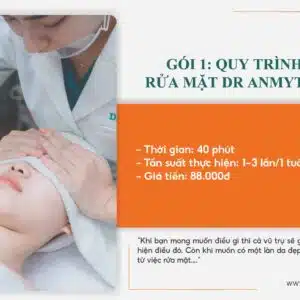 GÓI 1: QUY TRÌNH
RỬA MẶT DR ANMYT
- Thời gian: 40 phút
- Tần suất thực hiện: 1-3 lần/1 tuầ
- Giá tiền: 88.000đ
"Khi bạn mong muốn điều gì thì cả vũ trụ sẽ g
hiện điều đó. Còn khi muốn có một làn da đẹp
từ việc rửa mặt..."
www.